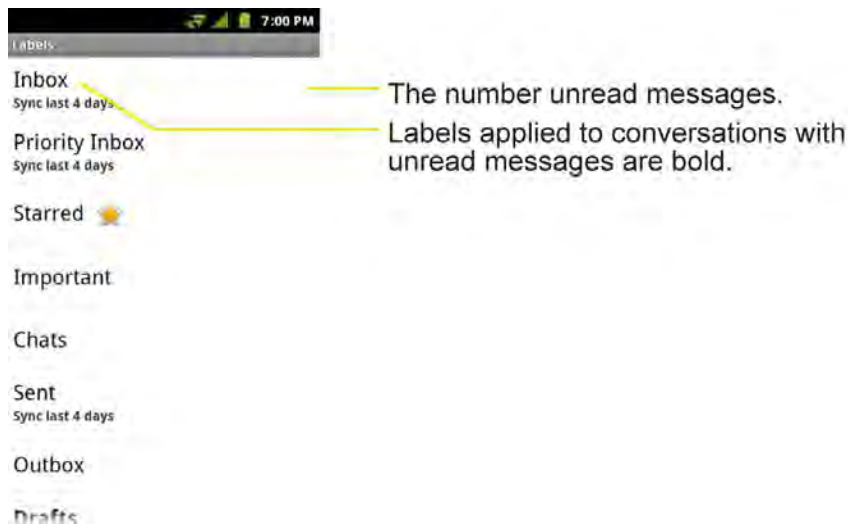 7:00 PM
Labels
Inbox
Sync last 4 days
Priority Inbox
Sync last 4 days
Starred
Important
Chats
Sent
Sync last 4 days
Outbox
Drafts
The number unread messages.
Labels applied to conversations with
unread messages are bold.